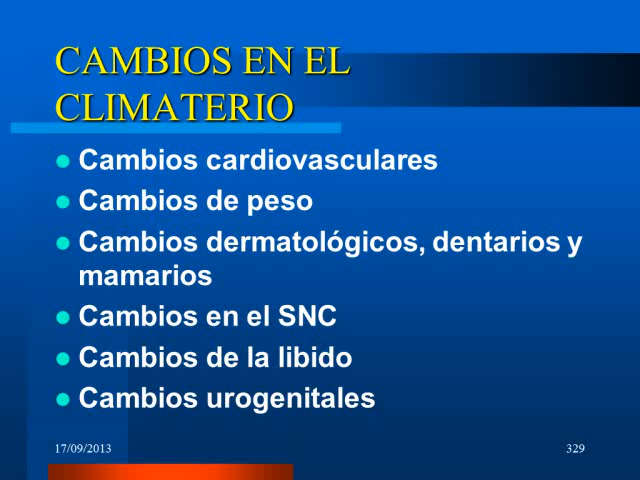 CAMBIOS EN EL
CLIMATERIO
Cambios cardiovasculares
Cambios de peso
Cambios dermatológicos, dentarios y
mamarios
Cambios en el SNC
Cambios de la libido
Cambios urogenitales
17/09/2013
329